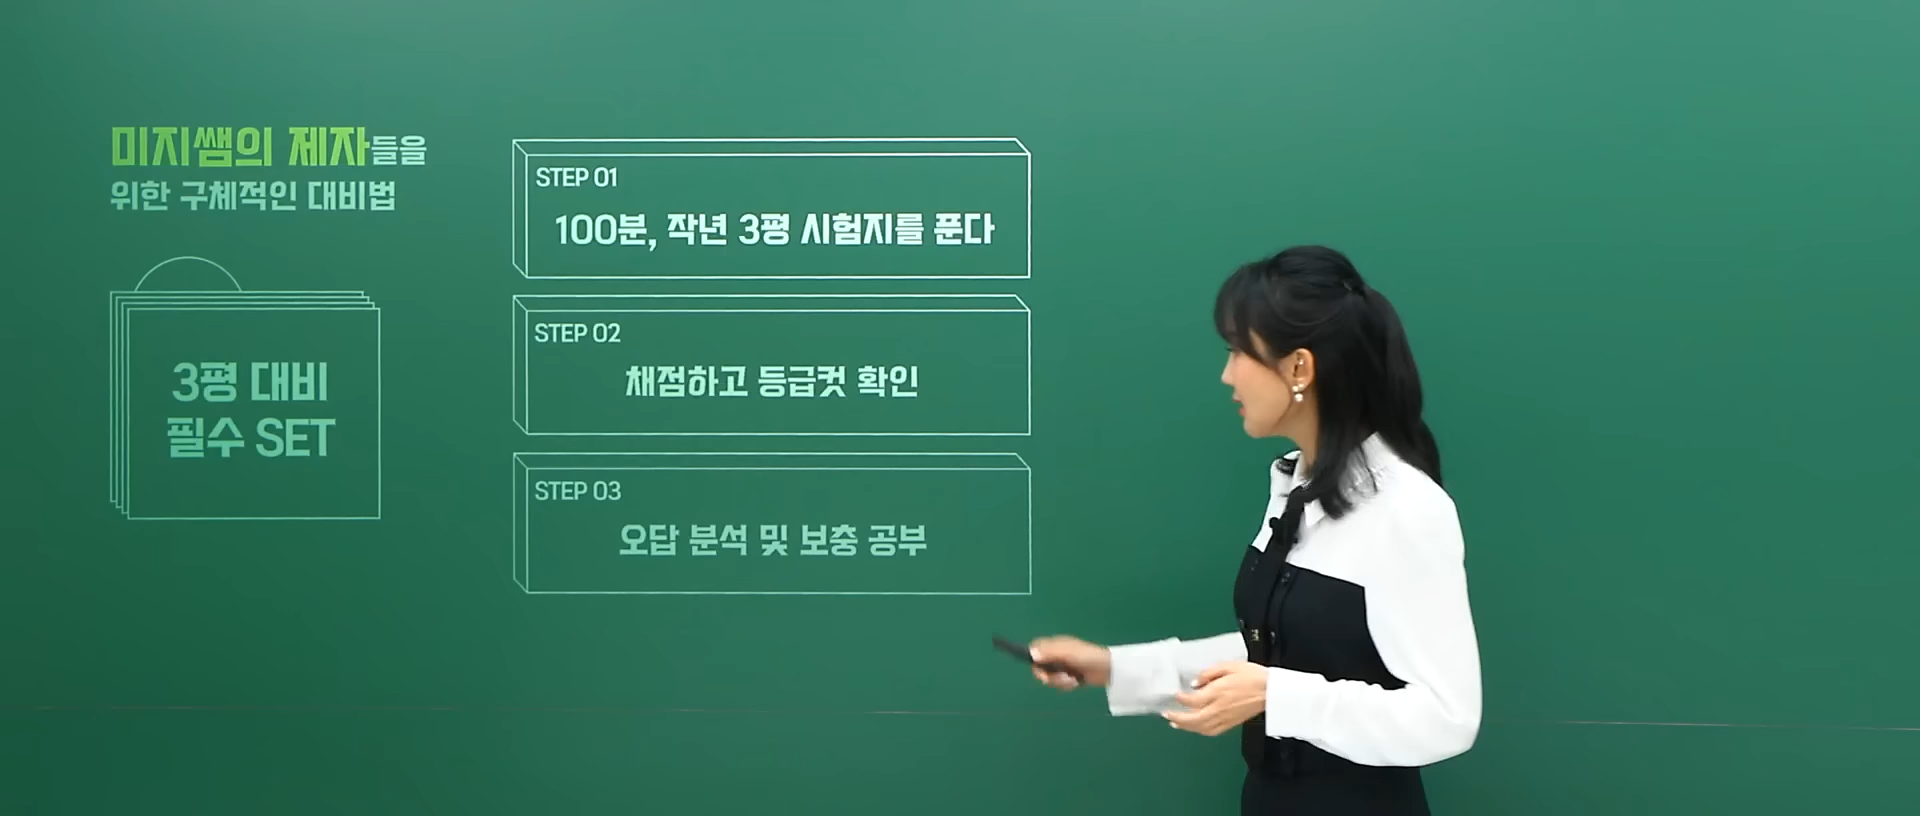 미지쌤의 제자들을
위한 구체적인 대비법
3평 대비
필수 SET
STEP 01
100분, 작년 3평 시험지를 푼다
STEP 02
채점하고 등급컷 확인
STEP 03
오답 분석 및 보충 공부